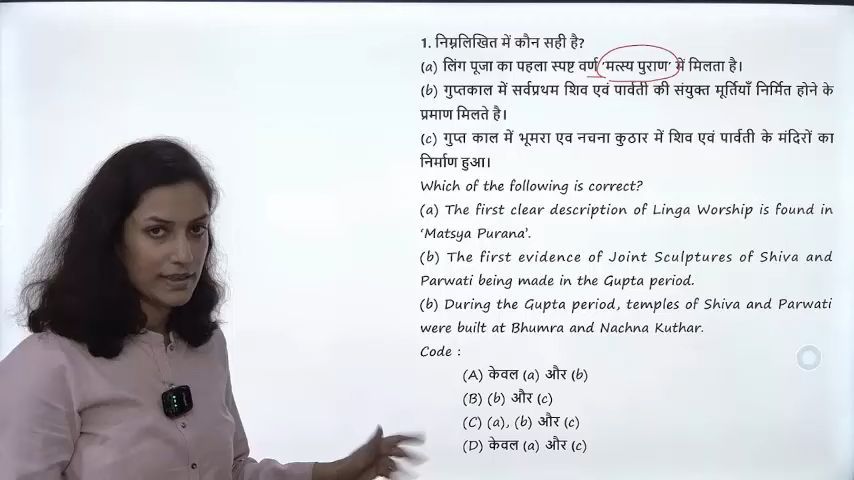 1. निम्नलिखित में कौन सही है?
(a) लिंग पूजा का पहला स्पष्ट वर्ण 'मत्स्य पुराण' में मिलता है।
(b) गुप्तकाल में सर्वप्रथम शिव एवं पार्वती की संयुक्त मूर्तियाँ निर्मित होने के
प्रमाण मिलते है।
(c) गुप्त काल में भूमरा एव नचना कुठार में शिव एवं पार्वती के मंदिरों का
निर्माण हुआ।
Which of the following is correct?
(a) The first clear description of Linga Worship is found in
'Matsya Purana'.
(b) The first evidence of Joint Sculptures of Shiva and
Parwati being made in the Gupta period.
(b) During the Gupta period, temples of Shiva and Parwati
were built at Bhumra and Nachna Kuthar.
Code :
(A) केवल (a) और (b)
(B) (b) और (c)
(C) (a), (b) और (c)
(D) केवल (a) और (c)